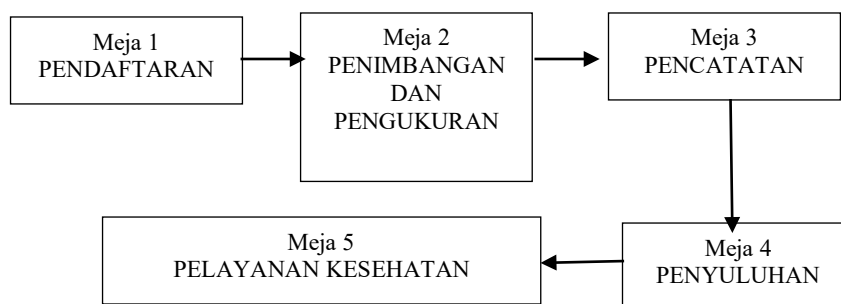 Meja 1
PENDAFTARAN
Meja 2
PENIMBANGAN
DAN
PENGUKURAN
Meja 3
PENCATATAN
Meja 4
PENYULUHAN
Meja 5
PELAYANAN KESEHATAN